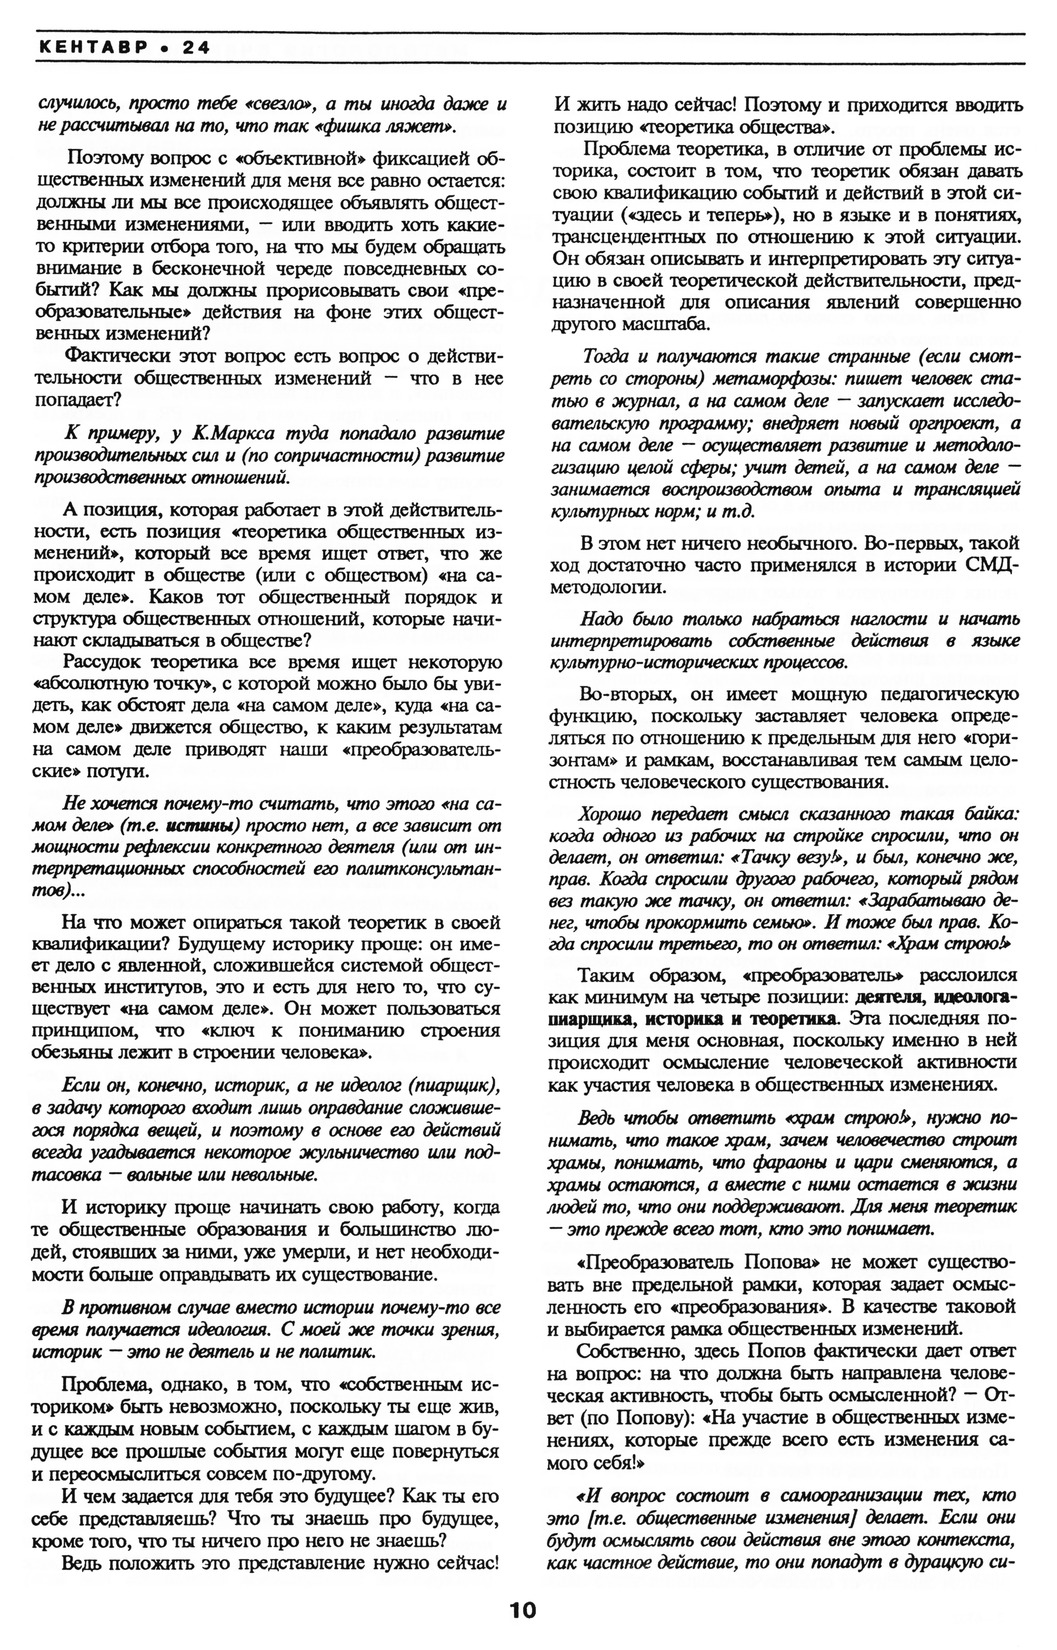 КЕНТАВР • 24
случилось, просто тебе «свезло», а ты иногда даже и
не рассчитывал на то, что так «фишка ляжет».
Поэтому вопрос с «объективной» фиксацией об-
щественных изменений для меня все равно остается:
должны ли мы все происходящее объявлять общест-
венными изменениями, — или вводить хоть какие-
то критерии отбора того, на что мы будем обращать
внимание в бесконечной череде повседневных со-
бытий? Как мы должны прорисовывать свои «пре-
образовательные» действия на фоне этих общест-
венных изменений?
Фактически этот вопрос есть вопрос о действи-
тельности общественных изменений — что в нее
попадает?
К примеру, у К.Маркса туда попадало развитие
производительных сил и (по сопричастности) развитие
производственных отношений.
А позиция, которая работает в этой действитель-
ности, есть позиция «теоретика общественных из-
менений», который все время ищет ответ, что же
происходит в обществе (или с обществом) «на са-
мом деле». Каков тот общественный порядок и
структура общественных отношений, которые начи-
нают складываться в обществе?
Рассудок теоретика все время ищет некоторую
«абсолютную точку», с которой можно было бы уви-
деть, как обстоят дела «на самом деле», куда «на са-
мом деле» движется общество, к каким результатам
на самом деле приводят наши «преобразователь-
ские» потуги.
Не хочется почему-то считать, что этого «на са-
мом деле» (т.е. истины) просто нет, а все зависит от
мощности рефлексии конкретного деятеля (или от ин-
терпретационных способностей его политконсультан-
тов)...
На что может опираться такой теоретик в своей
квалификации? Будущему историку проще: он име-
ет дело с явленной, сложившейся системой общест-
венных институтов, это и есть для него то, что су-
ществует «на самом деле». Он может пользоваться
принципом, что «ключ к пониманию строения
обезьяны лежит в строении человека».
Если он, конечно, историк, а не идеолог (пиарщик),
в задачу которого входит лишь оправдание сложивше-
гося порядка вещей, и поэтому в основе его действий
всегда угадывается некоторое жульничество или под-
тасовка — вольные или невольные.
И историку проще начинать свою работу, когда
те общественные образования и большинство лю-
дей, стоявших за ними, уже умерли, и нет необходи-
мости больше оправдывать их существование.
В противном случае вместо истории почему-то все
время получается идеология. С моей же точки зрения,
историк — это не деятель и не политик.
Проблема, однако, в том, что «собственным ис-
ториком» быть невозможно, поскольку ты еще жив,
и с каждым новым событием, с каждым шагом в бу-
дущее все прошлые события могут еще повернуться
и переосмыслиться совсем по-другому.
И чем задается для тебя это будущее? Как ты его
себе представляешь? Что ты знаешь про будущее,
кроме того, что ты ничего про него не знаешь?
Ведь положить это представление нужно сейчас!
И жить надо сейчас! Поэтому и приходится вводить
позицию «теоретика общества».
Проблема теоретика, в отличие от проблемы ис-
торика, состоит в том, что теоретик обязан давать
свою квалификацию событий и действий в этой си-
туации («здесь и теперь»), но в языке и в понятиях,
трансцендентных по отношению к этой ситуации.
Он обязан описывать и интерпретировать эту ситуа-
цию в своей теоретической действительности, пред-
назначенной для описания явлений совершенно
другого масштаба.
Тогда и получаются такие странные (если смот-
реть со стороны) метаморфозы: пишет человек ста-
тью в журнал, а на самом деле — запускает исследо-
вательскую программу; внедряет новый оргпроект, а
на самом деле — осуществляет развитие и методоло-
гизацию целой сферы; учит детей, а на самом деле —
занимается воспроизводством опыта и трансляцией
культурных норм; и т.д.
В этом нет ничего необычного. Во-первых, такой
ход достаточно часто применялся в истории СМД-
методологии.
Надо было только набраться наглости и начать
интерпретировать собственные действия в языке
культурно-исторических процессов.
Во-вторых, он имеет мощную педагогическую
функцию, поскольку заставляет человека опреде-
ляться по отношению к предельным для него «гори-
зонтам» и рамкам, восстанавливая тем самым цело-
стность человеческого существования.
Хорошо передает смысл сказанного такая байка:
когда одного из рабочих на стройке спросили, что он
делает, он ответил: «Тачку везу!», и был, конечно же,
прав. Когда спросили другого рабочего, который рядом
вез такую же тачку, он ответил: «Зарабатываю де-
нег, чтобы прокормить семью». И тоже был прав. Ко-
гда спросили третьего, то он ответил: «Храм строю!»
Таким образом, «преобразователь» расслоился
как минимум на четыре позиции: деятеля, идеолога-
пиарщика, историка и теоретика. Эта последняя по-
зиция для меня основная, поскольку именно в ней
происходит осмысление человеческой активности
как участия человека в общественных изменениях.
Ведь чтобы ответить «храм строю!», нужно по-
нимать, что такое храм, зачем человечество строит
храмы, понимать, что фараоны и цари сменяются, а
храмы остаются, а вместе с ними остается в жизни
людей то, что они поддерживают. Для меня теоретик
— это прежде всего тот, кто это понимает.
«Преобразователь Попова» не может существо-
вать вне предельной рамки, которая задает осмыс-
ленность его «преобразования». В качестве таковой
и выбирается рамка общественных изменений.
Собственно, здесь Попов фактически дает ответ
на вопрос: на что должна быть направлена челове-
ческая активность, чтобы быть осмысленной? — От-
вет (по Попову): «На участие в общественных изме-
нениях, которые прежде всего есть изменения са-
мого себя!»
«И вопрос состоит в самоорганизации тех, кто
это [т.е. общественные изменения] делает. Если они
будут осмыслять свои действия вне этого контекста,
как частное действие, то они попадут в дурацкую си-
10